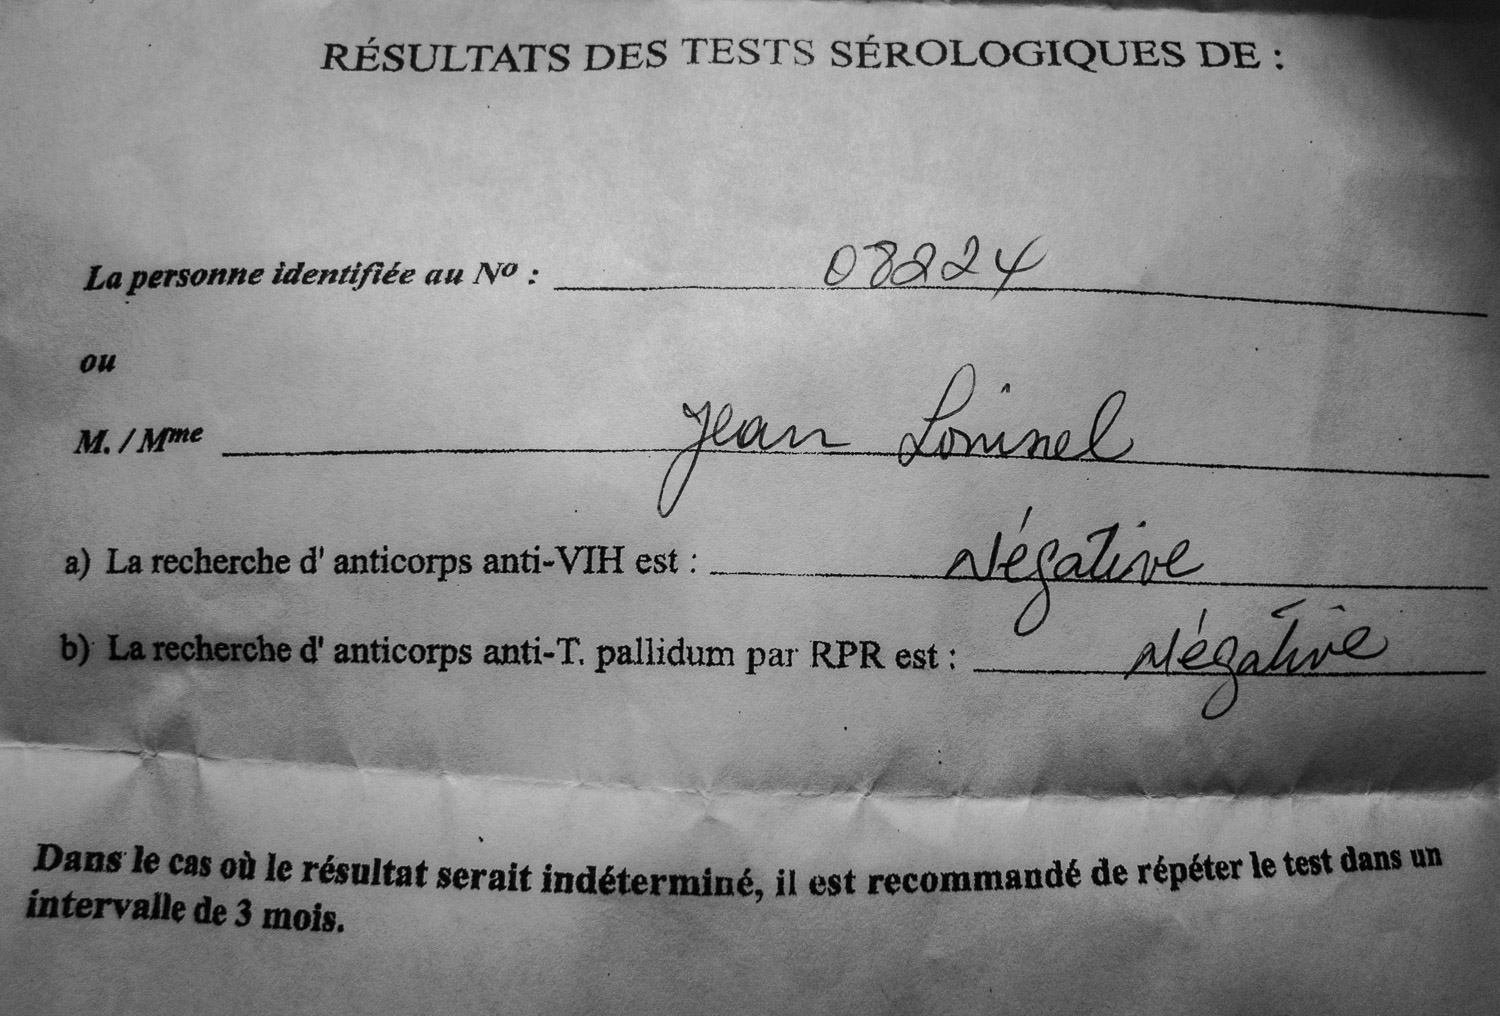 RÉSULTATS DES TESTS SÉROLOGIQUES DE :
La personne identifiée au Nº : 08224
ou
M. / Mme Jean
a) La recherche d' anticorps anti-VIH est : Négative
b) La recherche d' anticorps anti-T. pallidum par RPR est : Négative
Dans le cas où le résultat serait indéterminé, il est recommandé de répéter le test dans un
intervalle de 3 mois.